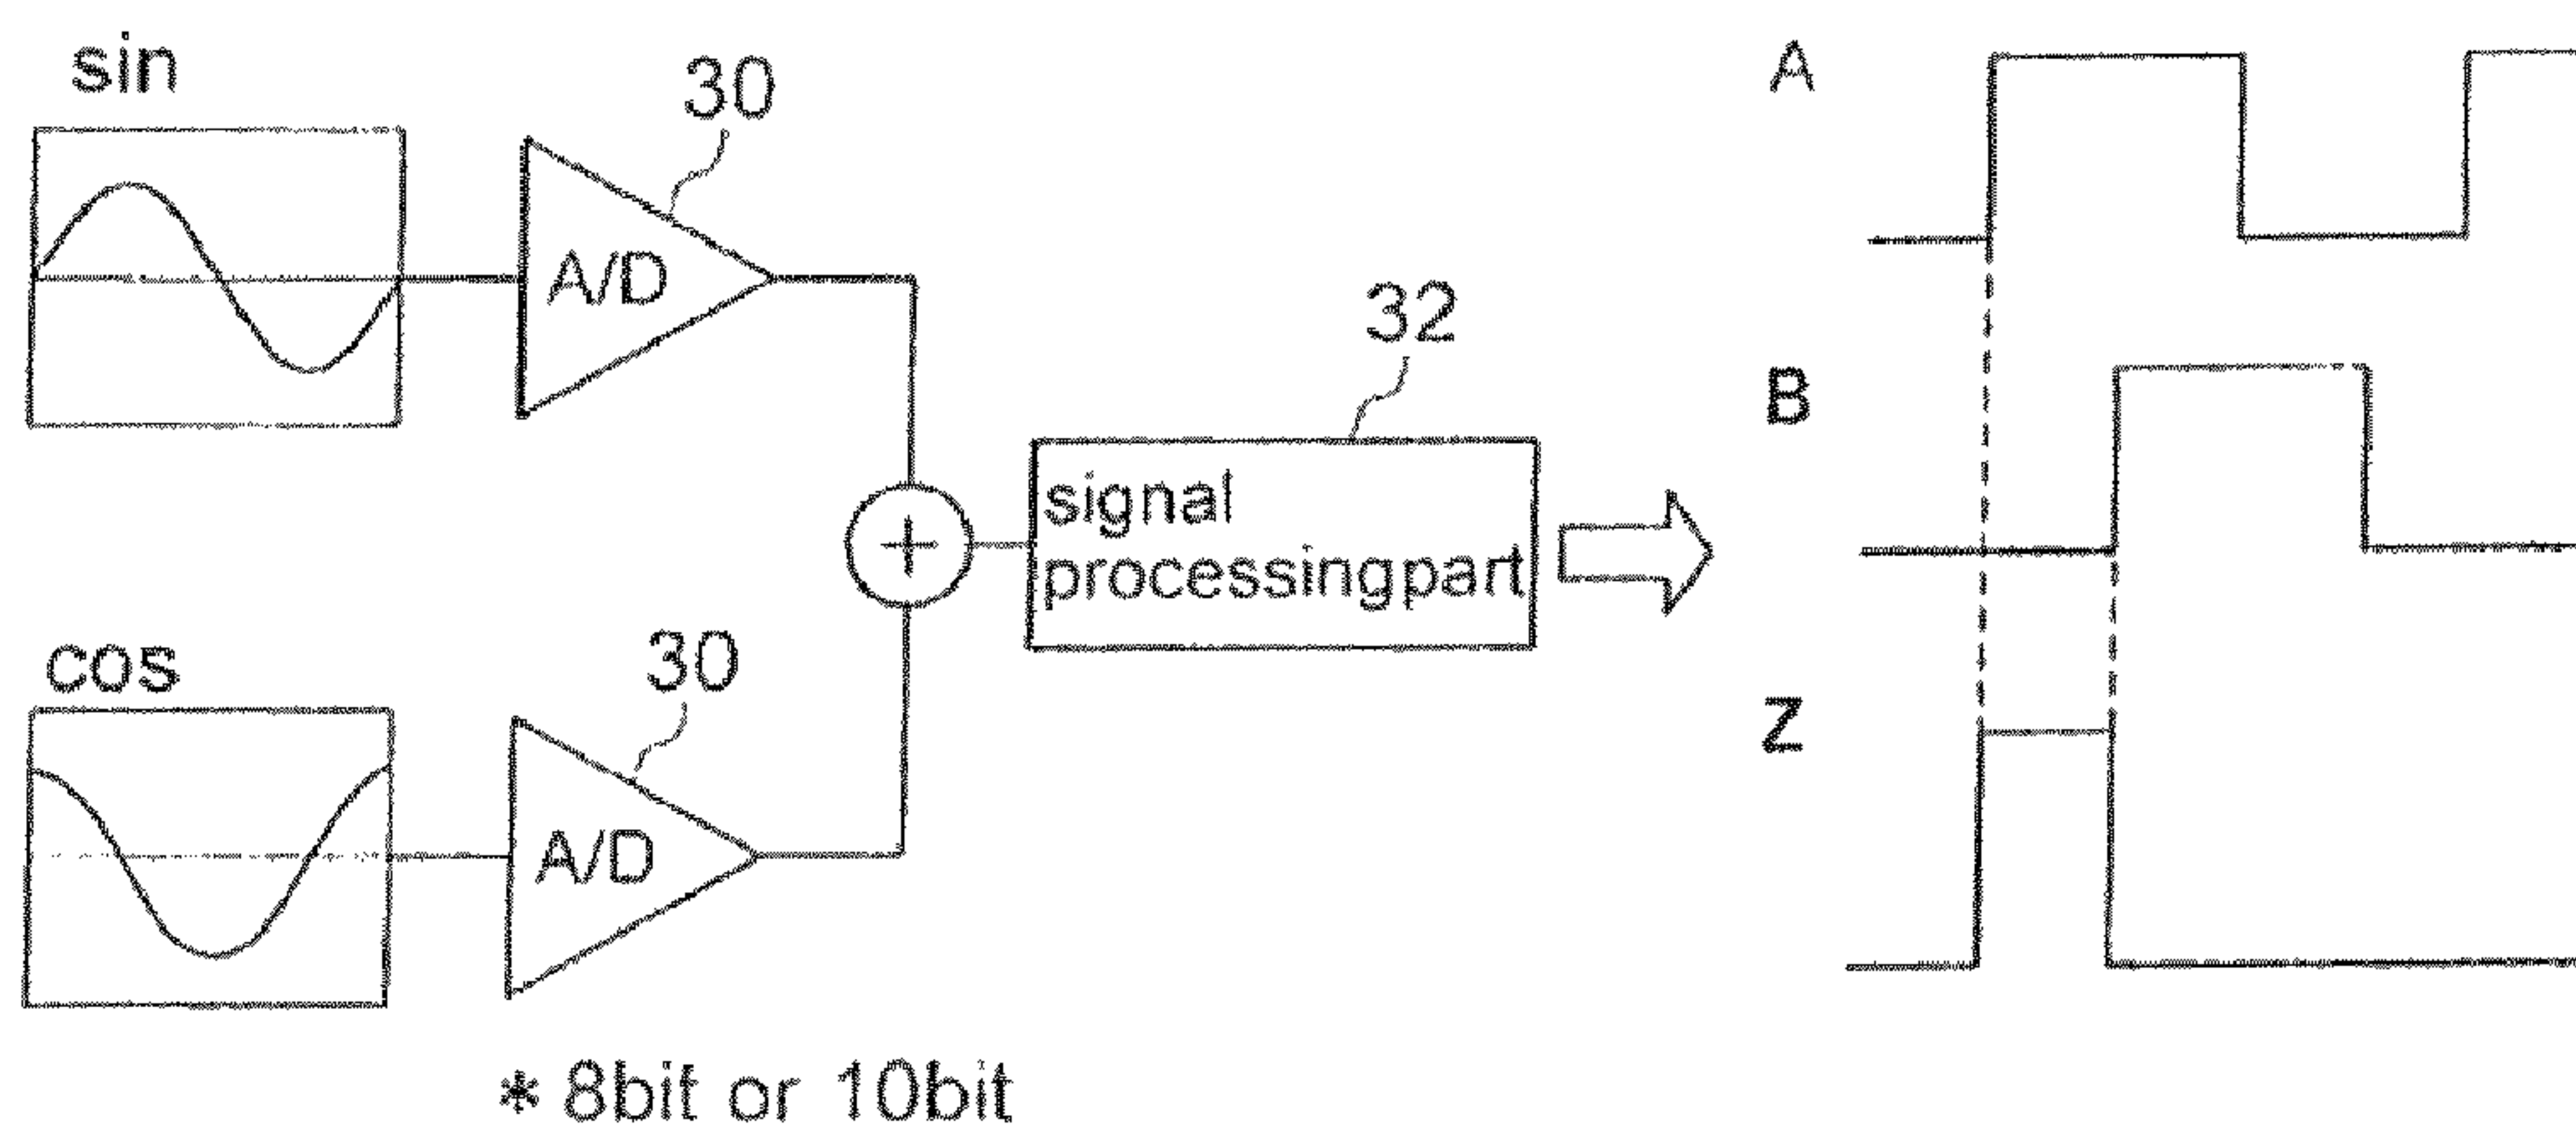 sin
30
A/D
cos
30
A/D
* 8bit or 10bit
+
32
signal
processingpart
A
B
Z